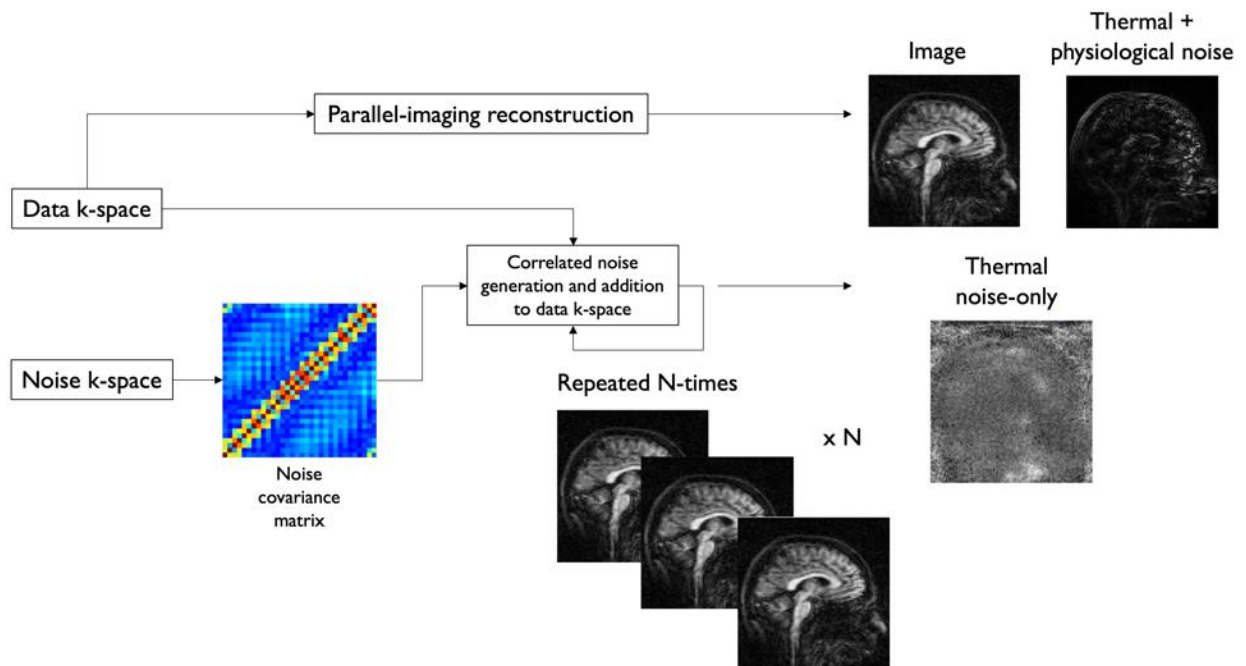 Image
Thermal +
physiological noise
Parallel-imaging reconstruction
Data k-space
Correlated noise
generation and addition
to data k-space
Thermal
noise-only
Noise k-space
Repeated N-times
x N
Noise
covariance
matrix